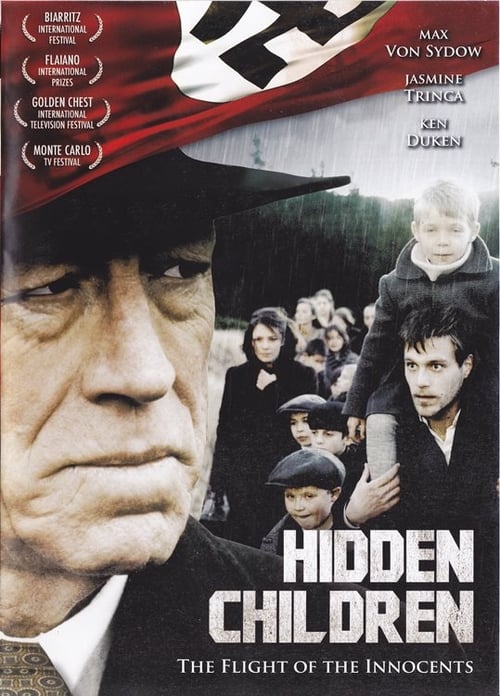 BIARRITZ
INTERNATIONAL
FESTIVAL
FLAIANO
INTERNATIONAL
PRIZES
GOLDEN CHEST
INTERNATIONAL
TELEVISION FESTIVAL
MONTE CARLO
TV FESTIVAL
MAX
VON SYDOW
JASMINE
TRINCA
KEN
DUKEN
HIDDEN
CHILDREN
THE FLIGHT OF THE INNOCENTS